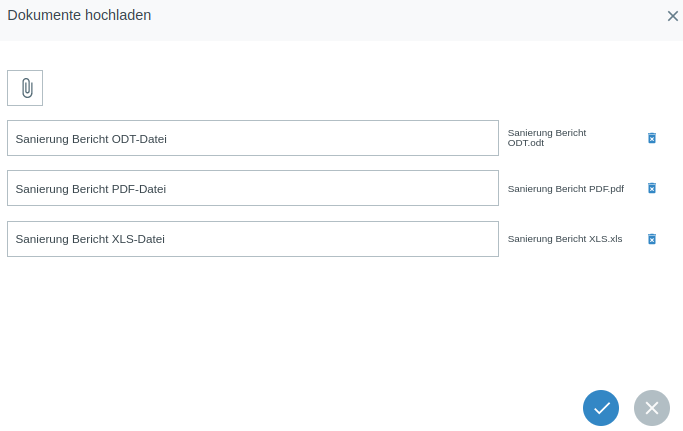 Dokumente hochladen
Sanierung Bericht ODT-Datei
Sanierung Bericht
ODT.odt
Sanierung Bericht PDF-Datei
Sanierung Bericht PDF.pdf
Sanierung Bericht XLS-Datei
Sanierung Bericht XLS.xls